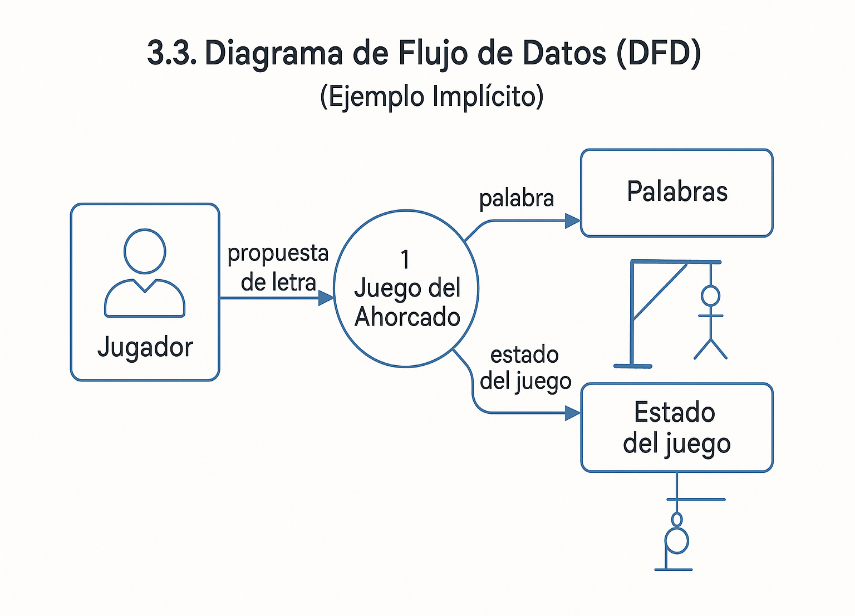 3.3. Diagrama de Flujo de Datos (DFD)
(Ejemplo Implícito)
Jugador
propuesta
de letra
1
Juego del
Ahorcado
palabra
Palabras
estado
del juego
Estado
del juego